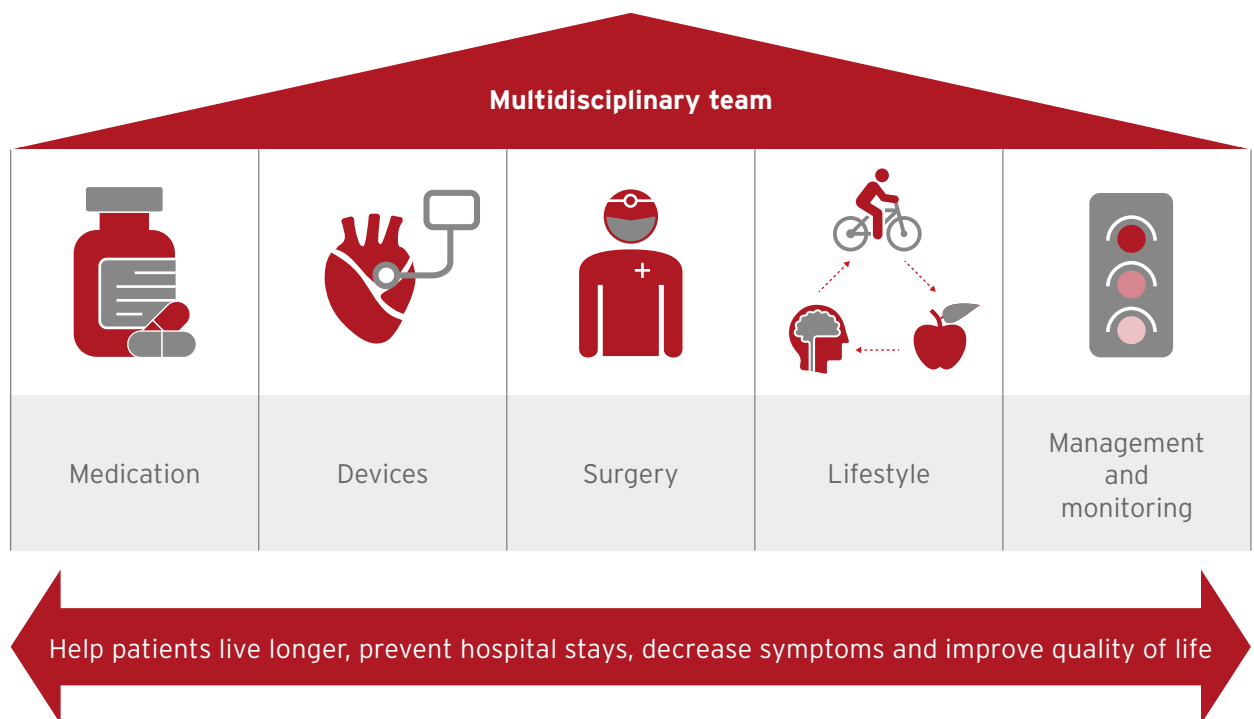 Multidisciplinary team
Medication
Devices
Surgery
Lifestyle
Management
and
monitoring
Help patients live longer, prevent hospital stays, decrease symptoms and improve quality of life